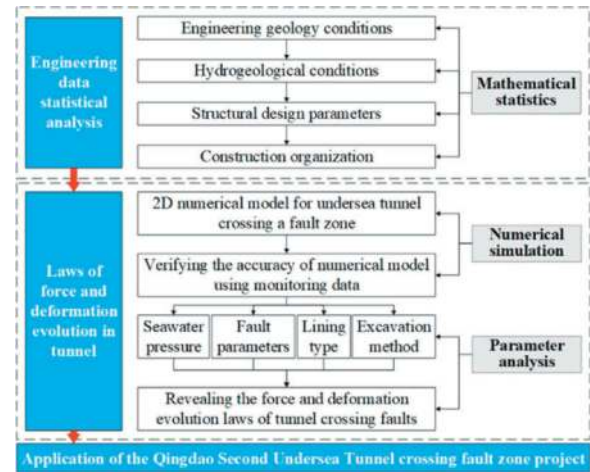 Engineering
data
statistical
analysis
Engineering geology conditions
Hydrogeological conditions
Structural design parameters
Construction organization
Mathematical
statistics
Laws of
force and
deformation
evolution in
tunnel
2D numerical model for undersea tunnel
crossing a fault zone
Verifying the accuracy of numerical model
using monitoring data
Seawater
pressure
Fault
parameters
Lining
type
Excavation
method
Revealing the force and deformation
evolution laws of tunnel crossing faults
Numerical
simulation
Parameter
analysis
Application of the Qingdao Second Undersea Tunnel crossing fault zone project